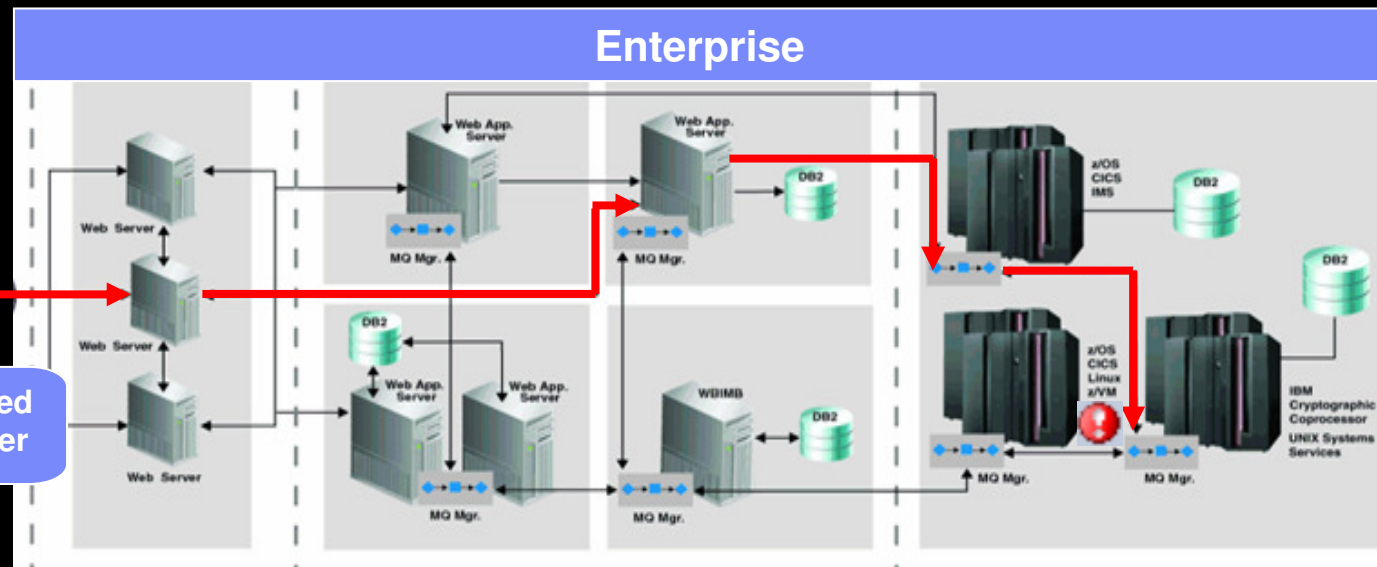 Enterprise
Web Server
Web Server
Web Server
ed
er
Web App.
Server
MQ Mgr.
Web App.
Server
DB2
MQ Mgr.
DB2
Web App.
Server
Web App.
Server
MQ Mgr.
WBIMB
DB2
MQ Mgr.
z/OS
CICS
IMS
DB2
z/OS
CICS
Linux
z/VM
MQ Mgr.
DB2
IBM
Cryptographic
Coprocessor
UNIX Systems
Services
MQ Mgr.